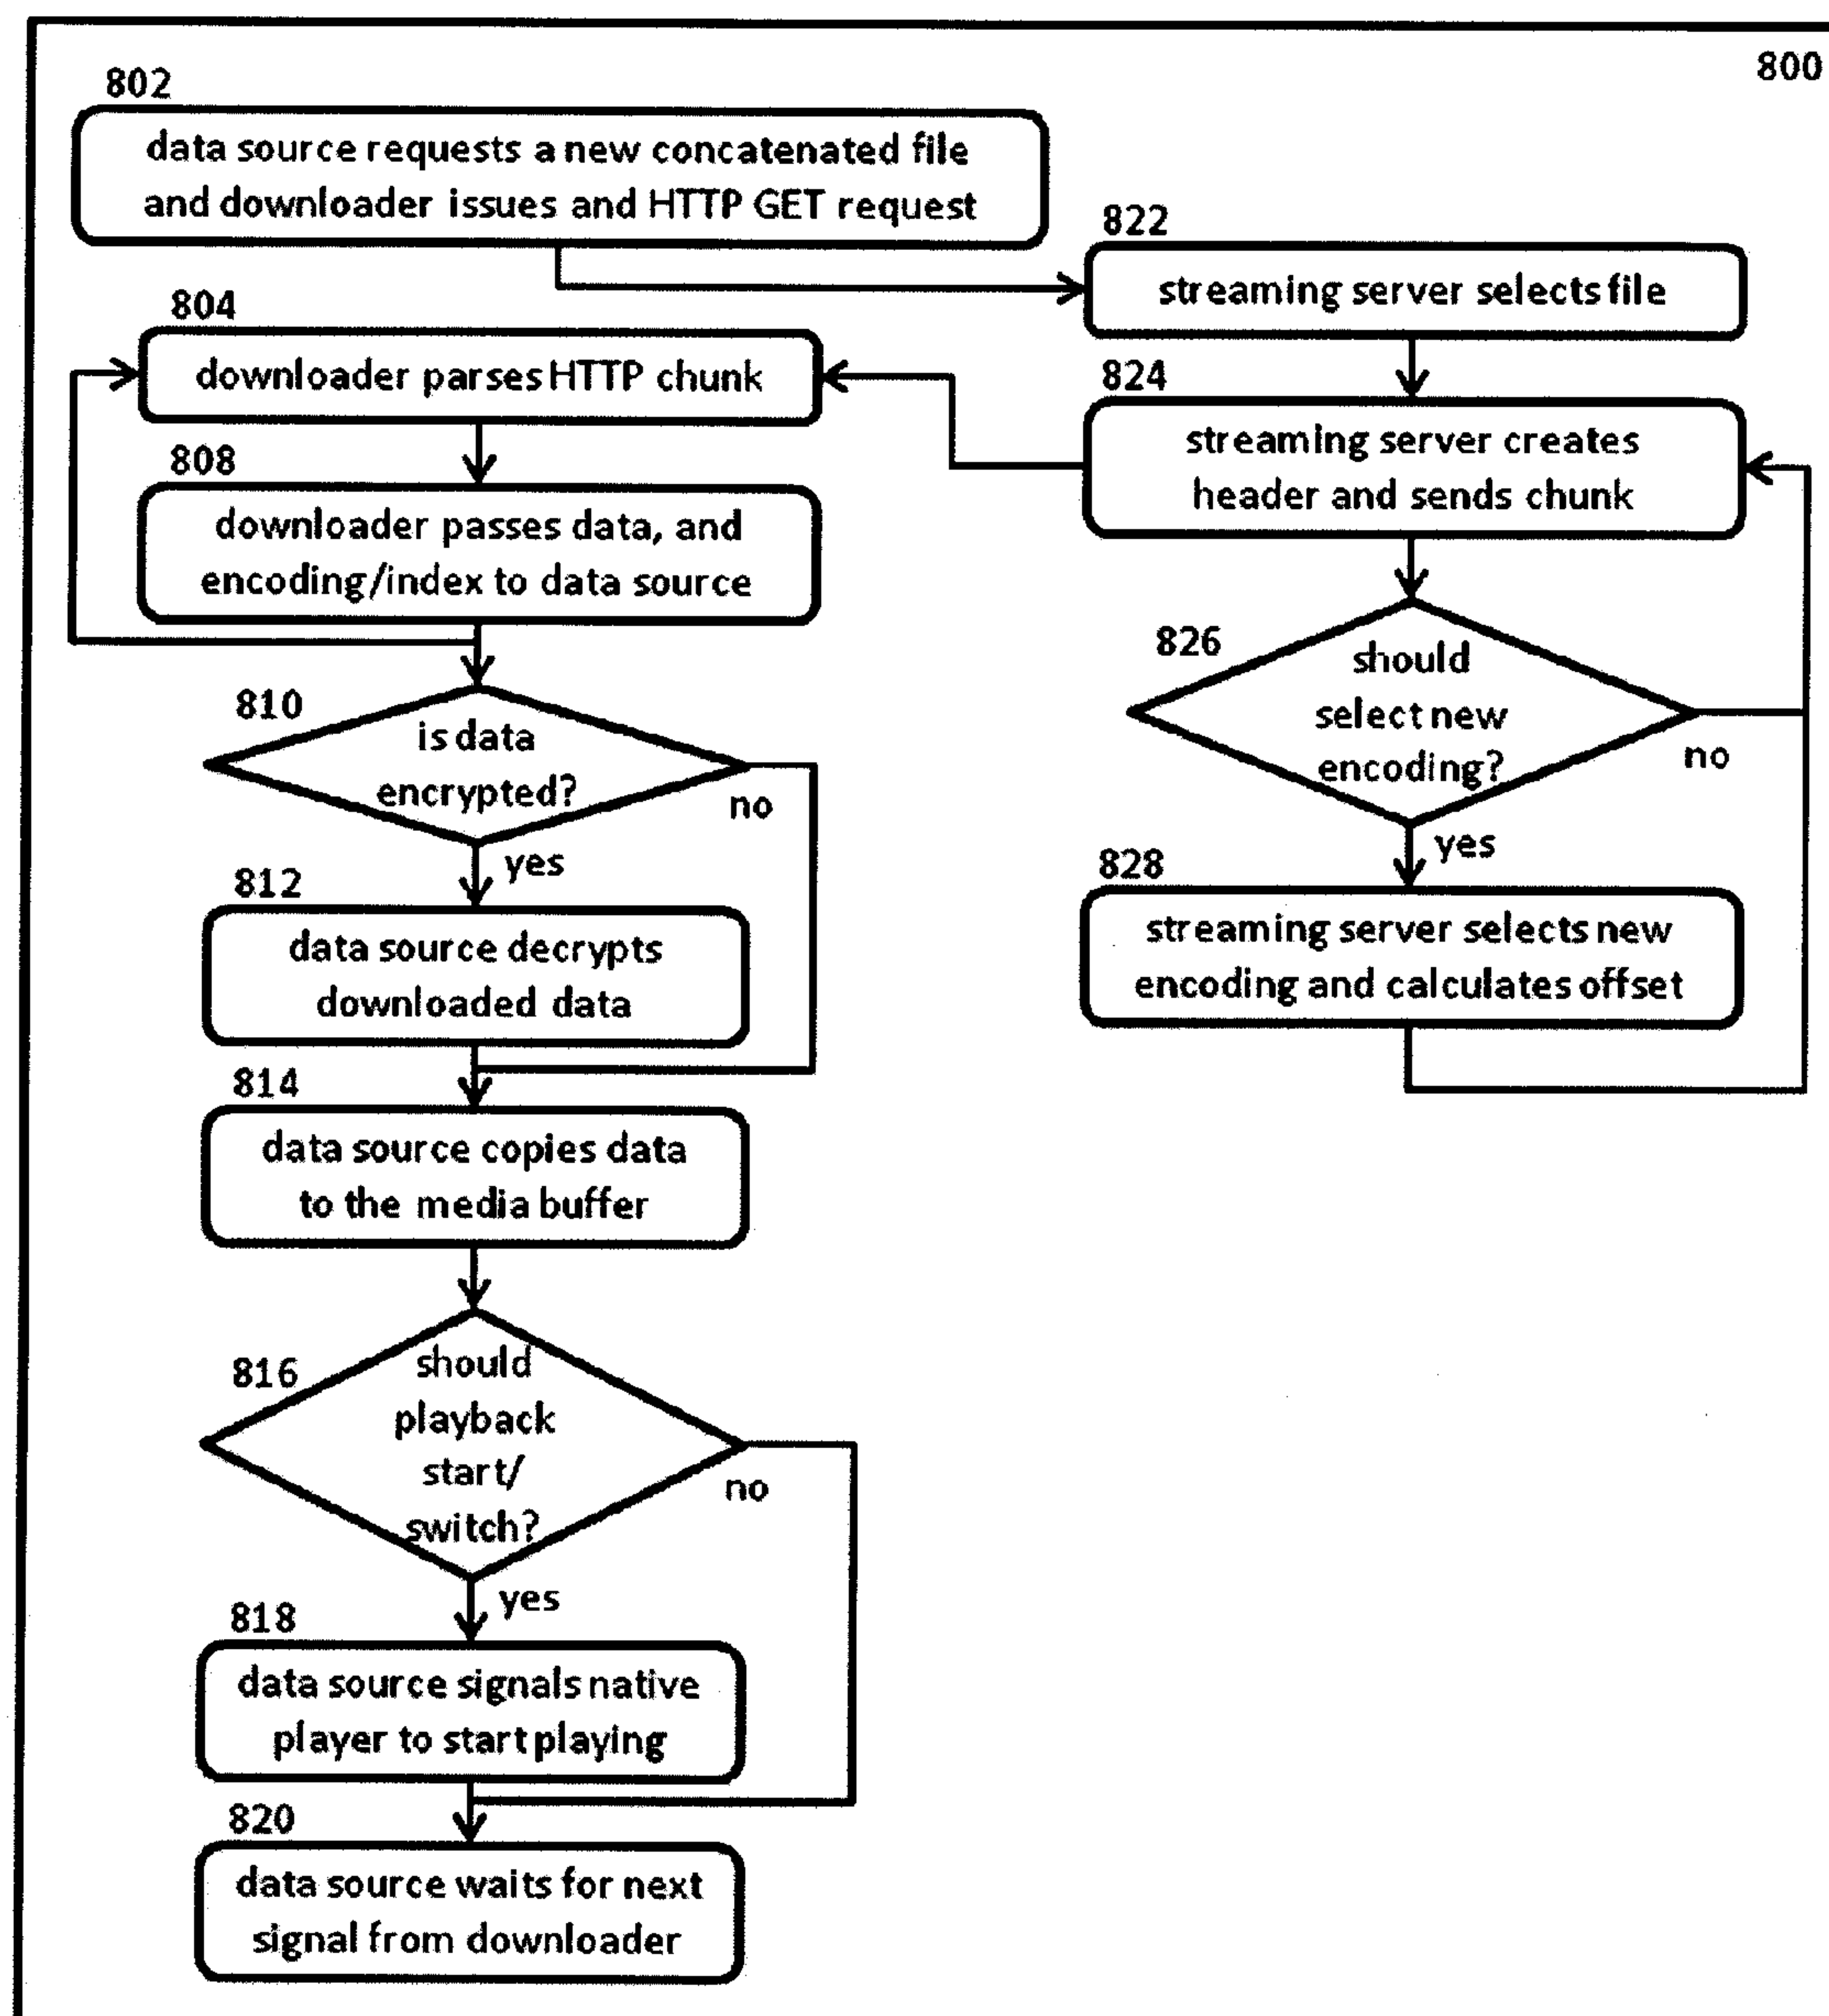 800
802
data source requests a new concatenated file
and downloader issues and HTTP GET request
822
streaming server selects file
804
downloader parses HTTP chunk
824
streaming server creates
header and sends chunk
808
downloader passes data, and
encoding/index to data source
826
should
select new
encoding?
no
yes
810
is data
encrypted?
no
yes
828
streaming server selects new
encoding and calculates offset
812
data source decrypts
downloaded data
814
data source copies data
to the media buffer
816
should
playback
start/
switch?
no
yes
818
data source signals native
player to start playing
820
data source waits for next
signal from downloader